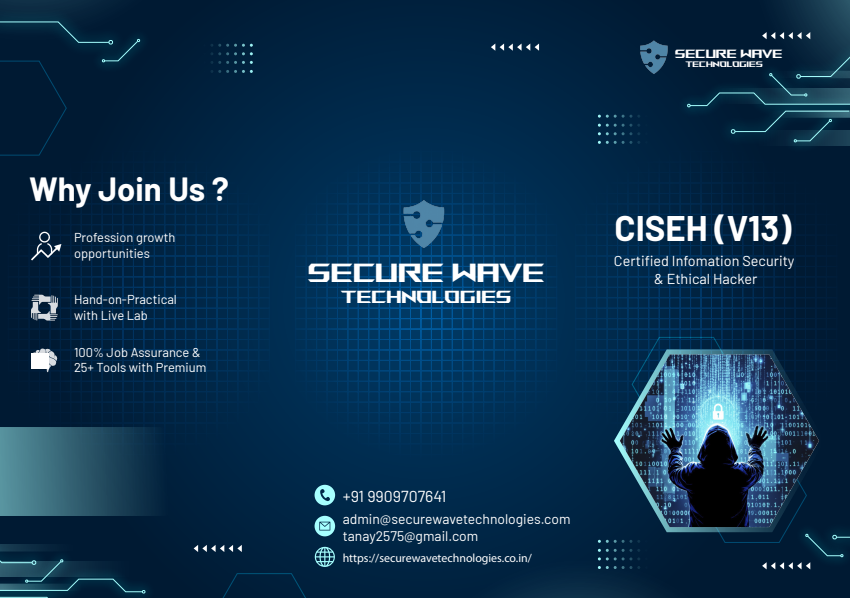 Why Join Us ?
Profession growth
opportunities
Hand-on-Practical
with Live Lab
100% Job Assurance &
25+ Tools with Premium
SECURE WAVE
TECHNOLOGIES
+91 9909707641
admin@securewavetechnologies.com
tanay2575@gmail.com
https://securewavetechnologies.co.in/
SECURE WAVE
TECHNOLOGIES
CISEH (V13)
Certified Infomation Security
& Ethical Hacker